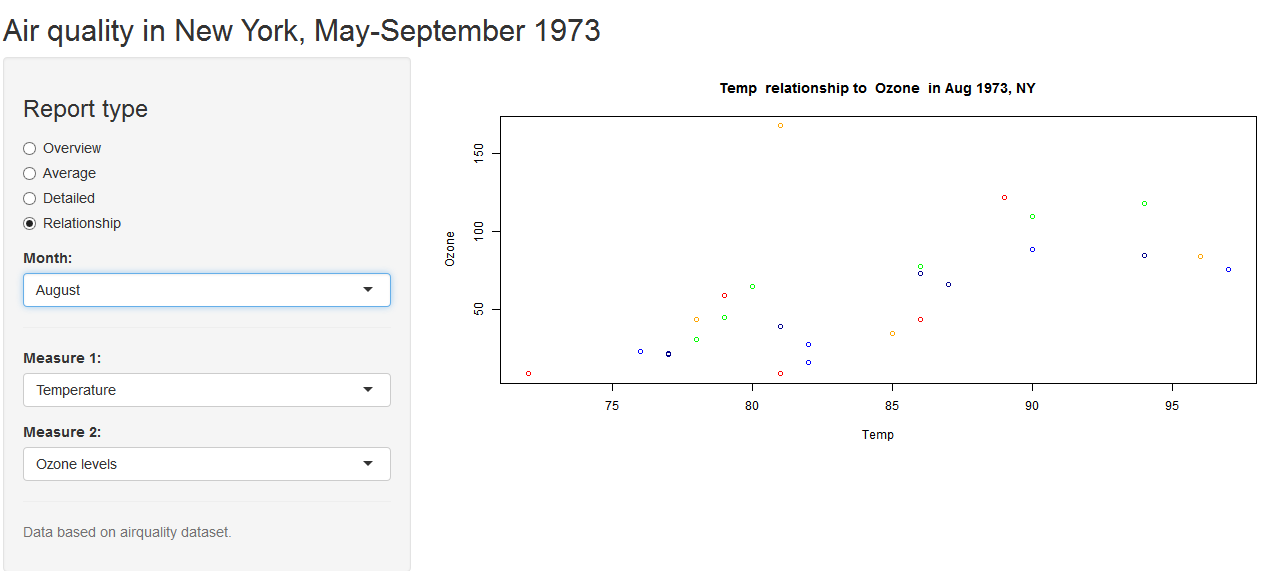 Air quality in New York, May-September 1973
Report type
Overview
Average
Detailed
Relationship
Month:
August
Measure 1:
Temperature
Measure 2:
Ozone levels
Data based on airquality dataset.
Temp  relationship to  Ozone  in Aug 1973, NY
150
100
50
Ozone
75 80 85 90 95
Temp